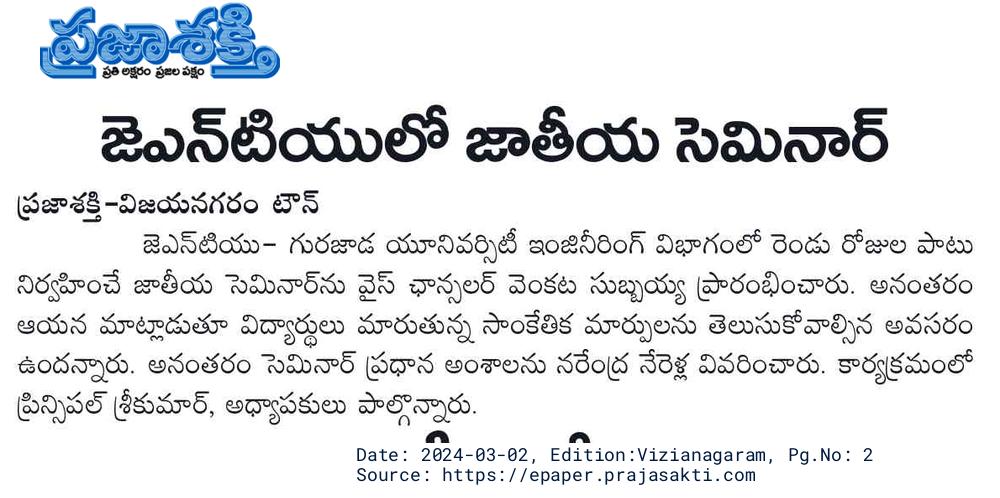 ప్రజాశక్తి
ప్రతి అక్షరం ప్రజల పక్షం
జెఎన్‌టియులో జాతీయ సెమినార్
ప్రజాశక్తి-విజయనగరం టౌన్
జెఎన్‌టియు- గురజాడ యూనివర్సిటీ ఇంజినీరింగ్ విభాగంలో రెండు రోజుల పాటు
నిర్వహించే జాతీయ సెమినార్‌ను వైస్ ఛాన్సలర్ వెంకట సుబ్బయ్య ప్రారంభించారు. అనంతరం
ఆయన మాట్లాడుతూ విద్యార్థులు మారుతున్న సాంకేతిక మార్పులను తెలుసుకోవాల్సిన అవసరం
ఉందన్నారు. అనంతరం సెమినార్ ప్రధాన అంశాలను నరేంద్ర నేరెళ్ల వివరించారు. కార్యక్రమంలో
ప్రిన్సిపల్ శ్రీకుమార్, అధ్యాపకులు పాల్గొన్నారు.
Date: 2024-03-02, Edition:Vizianagaram, Pg.No: 2
Source: https://epaper.prajasakti.com